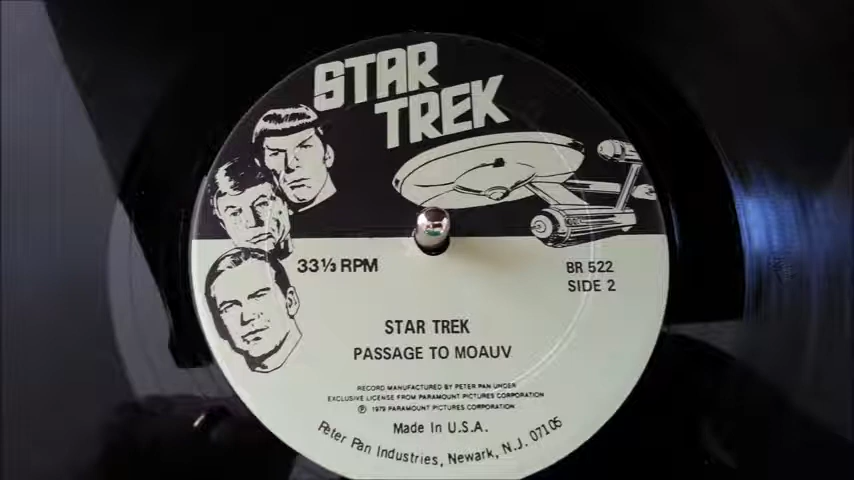 STAR
TREK
33⅓ RPM
BR 522
SIDE 2
STAR TREK
PASSAGE TO MOAUV
RECORD MANUFACTURED BY PETER PAN UNDER
EXCLUSIVE LICENSE FROM PARAMOUNT PICTURES CORPORATION
℗ 1979 PARAMOUNT PICTURES CORPORATION
Made In U.S.A.
Peter Pan Industries, Newark, N.J. 07105